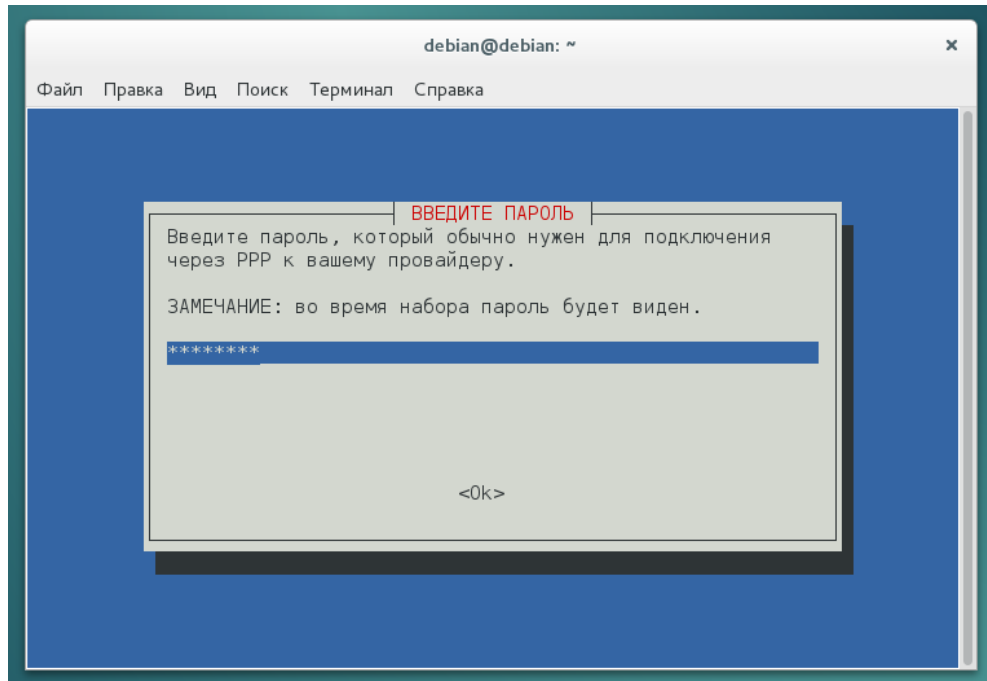 debian@debian: ~
Файл Правка Вид Поиск Терминал Справка
ВВЕДИТЕ ПАРОЛЬ
Введите пароль, который обычно нужен для подключения
через PPP к вашему провайдеру.
ЗАМЕЧАНИЕ: во время набора пароль будет виден.
********
<Ok>